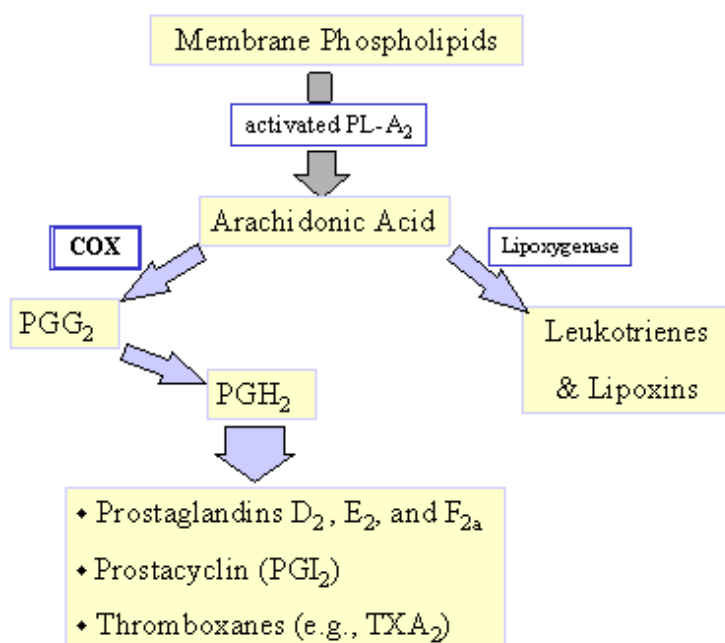 Membrane Phospholipids
activated PL-A₂
Arachidonic Acid
COX
Lipoxygenase
PGG₂
Leukotrienes
& Lipoxins
PGH₂
• Prostaglandins D₂, E₂, and F₂ₐ
• Prostacyclin (PGI₂)
• Thromboxanes (e.g., TXA₂)